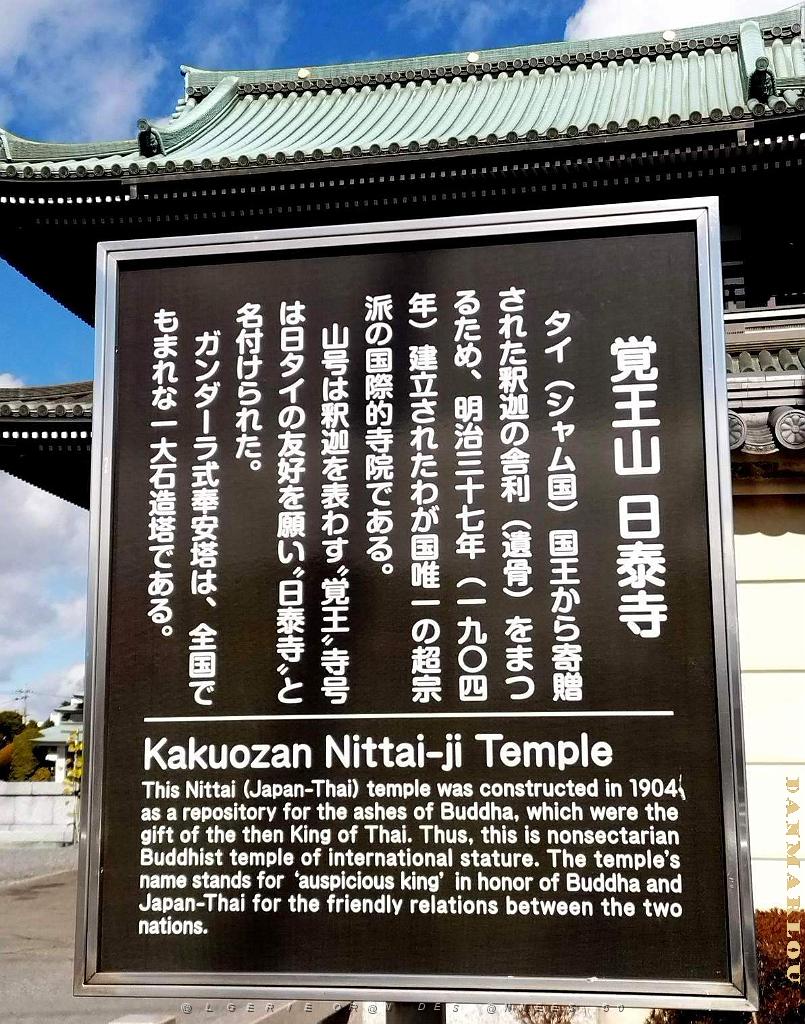 覚王山 日泰寺
タイ（シャム国）国王から寄贈
された釈迦の舎利（遺骨）をまつ
るため、明治三十七年（一九〇四
年）建立されたわが国唯一の超宗
派の国際的寺院である。
山号は釈迦を表わす〝覚王〟寺号
は日タイの友好を願い〝日泰寺〟と
名付けられた。
ガンダーラ式奉安塔は、全国で
もまれな一大石造塔である。
Kakuozan Nittai-ji Temple
This Nittai (Japan-Thai) temple was constructed in 1904,
as a repository for the ashes of Buddha, which were the
gift of the then King of Thai. Thus, this is nonsectarian
Buddhist temple of international stature. The temple's
name stands for 'auspicious king' in honor of Buddha and
Japan-Thai for the friendly relations between the two
nations.
DANMARLOU